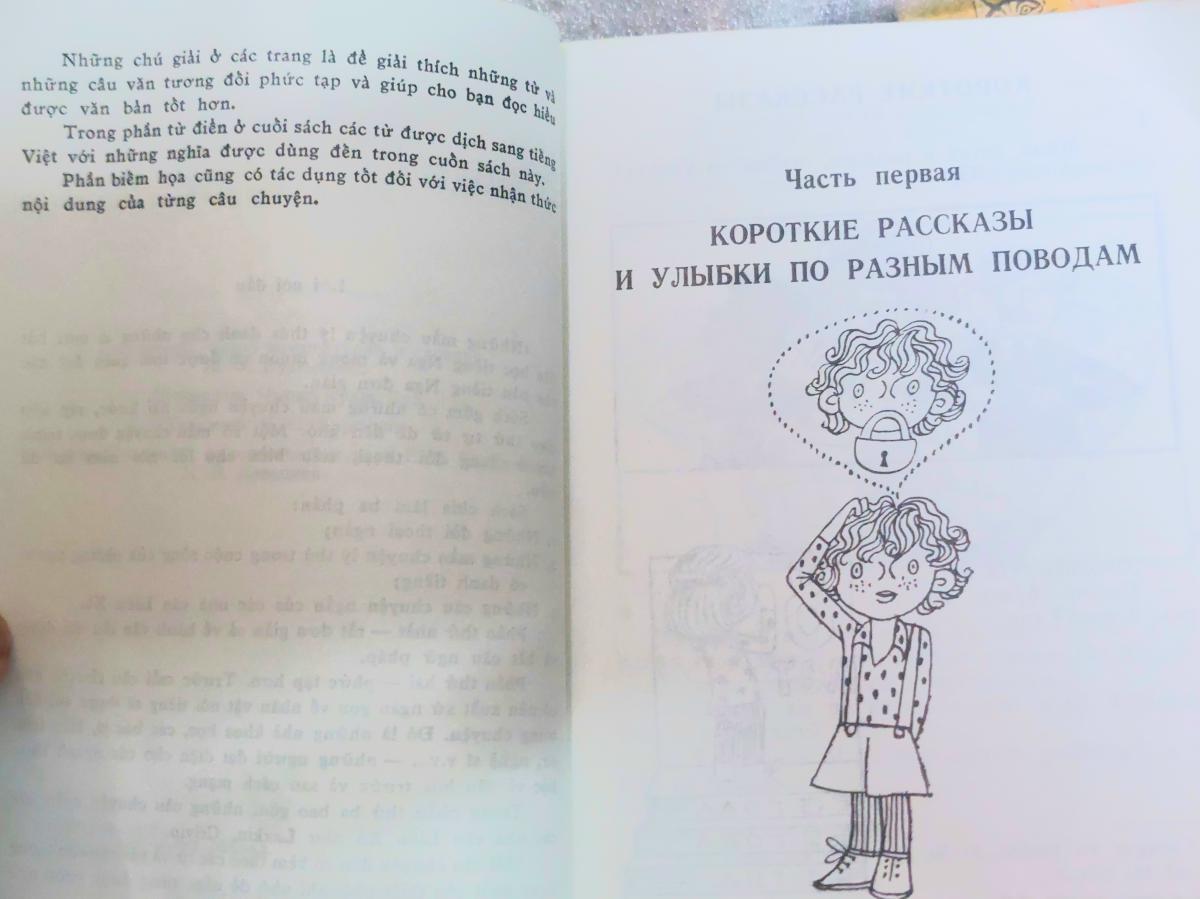 Những chú giải ở các trang là để giải thích những từ và
những câu văn tương đối phức tạp và giúp cho bạn đọc hiểu
được văn bản tốt hơn.
Trong phần từ điển ở cuối sách các từ được dịch sang tiếng
Việt với những nghĩa được dùng đến trong cuốn sách này.
Phần biếm họa cũng có tác dụng tốt đối với việc nhận thức
nội dung của từng câu chuyện.
Часть первая
КОРОТКИЕ РАССКАЗЫ
И УЛЫБКИ ПО РАЗНЫМ ПОВОДАМ